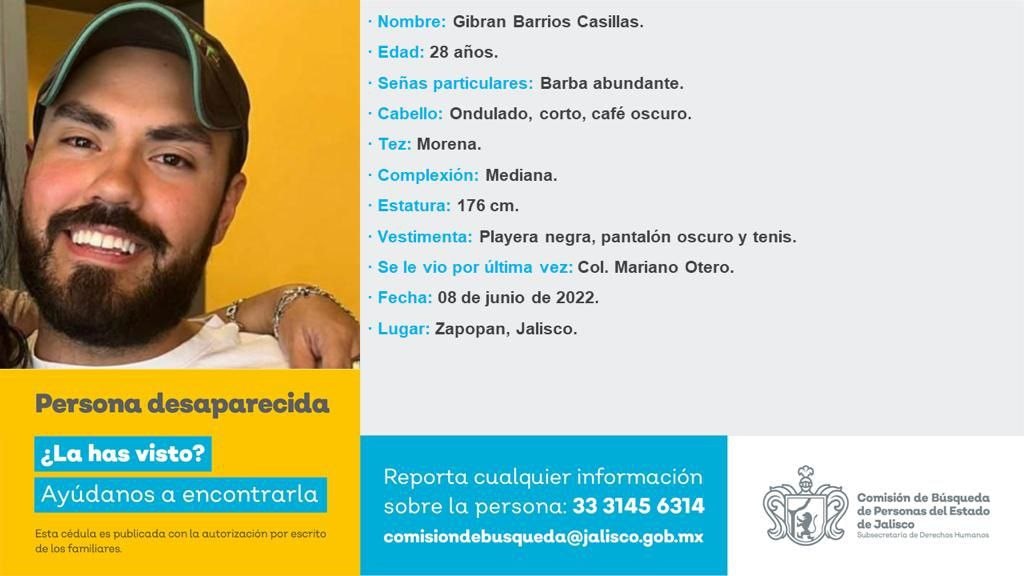 · Nombre: Gibran Barrios Casillas.
· Edad: 28 años.
· Señas particulares: Barba abundante.
· Cabello: Ondulado, corto, café oscuro.
· Tez: Morena.
· Complexión: Mediana.
· Estatura: 176 cm.
· Vestimenta: Playera negra, pantalón oscuro y tenis.
· Se le vio por última vez: Col. Mariano Otero.
· Fecha: 08 de junio de 2022.
· Lugar: Zapopan, Jalisco.
Persona desaparecida
¿La has visto?
Ayúdanos a encontrarla
Esta cédula es publicada con la autorización por escrito
de los familiares.
Reporta cualquier información
sobre la persona: 33 3145 6314
comisiondebusqueda@jalisco.gob.mx
Comisión de Búsqueda
de Personas del Estado
de Jalisco
Subsecretaría de Derechos Humanos